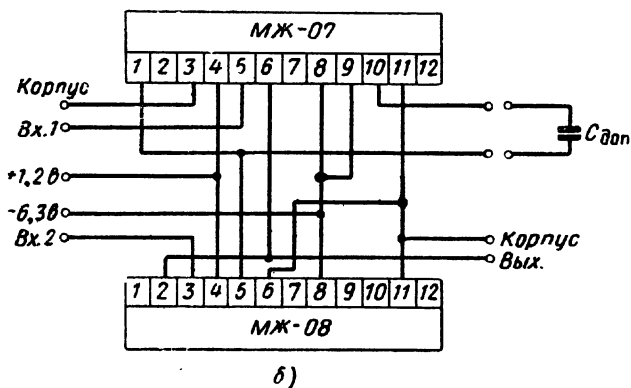 МЖ-07
1 2 3 4 5 6 7 8 9 10 11 12
Корпус
Вх.1
Сдоп
+1,2в
-6,3в
Вх.2
Корпус
Вых.
1 2 3 4 5 6 7 8 9 10 11 12
МЖ-08
б)